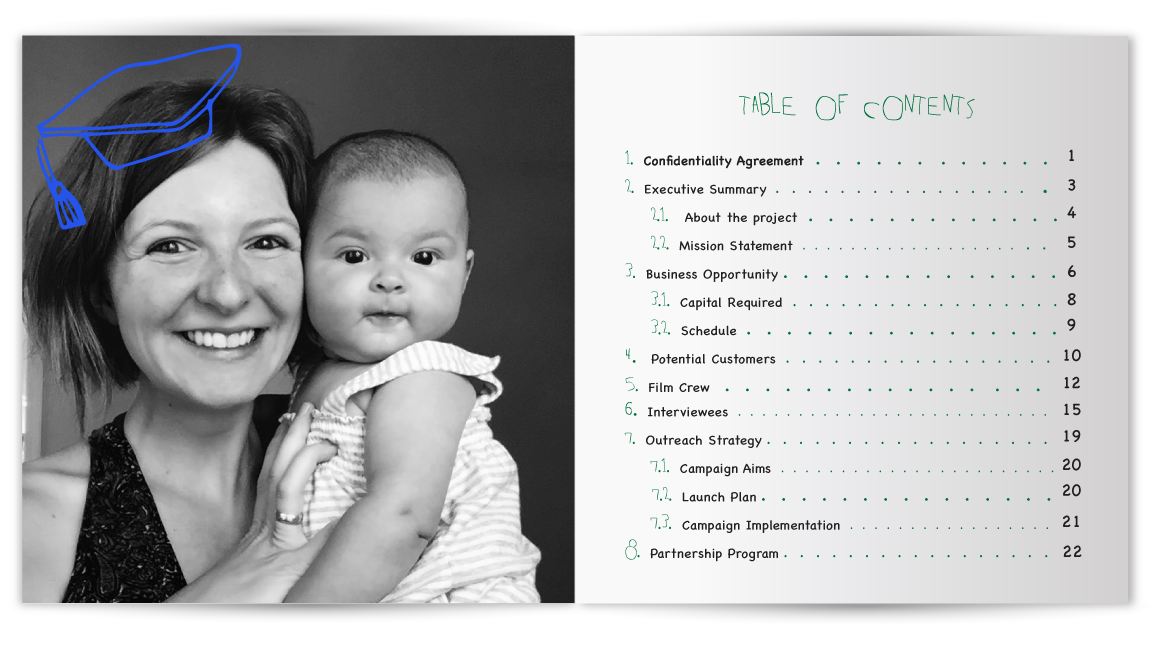 TABLE OF CONTENTS
1. Confidentiality Agreement . . . . . . . . . . . . 1
2. Executive Summary . . . . . . . . . . . . . . . . 3
2.1. About the project . . . . . . . . . . . . . . . . 4
2.2. Mission Statement . . . . . . . . . . . . . . . . 5
3. Business Opportunity . . . . . . . . . . . . . . . 6
3.1. Capital Required . . . . . . . . . . . . . . . . 8
3.2. Schedule . . . . . . . . . . . . . . . . 9
4. Potential Customers . . . . . . . . . . . . . . . . 10
5. Film Crew . . . . . . . . . . . . 12
6. Interviewees . . . . . . . . . . . . . . . . 15
7. Outreach Strategy . . . . . . . . . . . . . . . . 19
7.1. Campaign Aims . . . . . . . . . . . . . . . . 20
7.2. Launch Plan . . . . . . . . . . . . 20
7.3. Campaign Implementation . . . . . . . . . . . . . . . . 21
8. Partnership Program . . . . . . . . . . . . . . . . 22